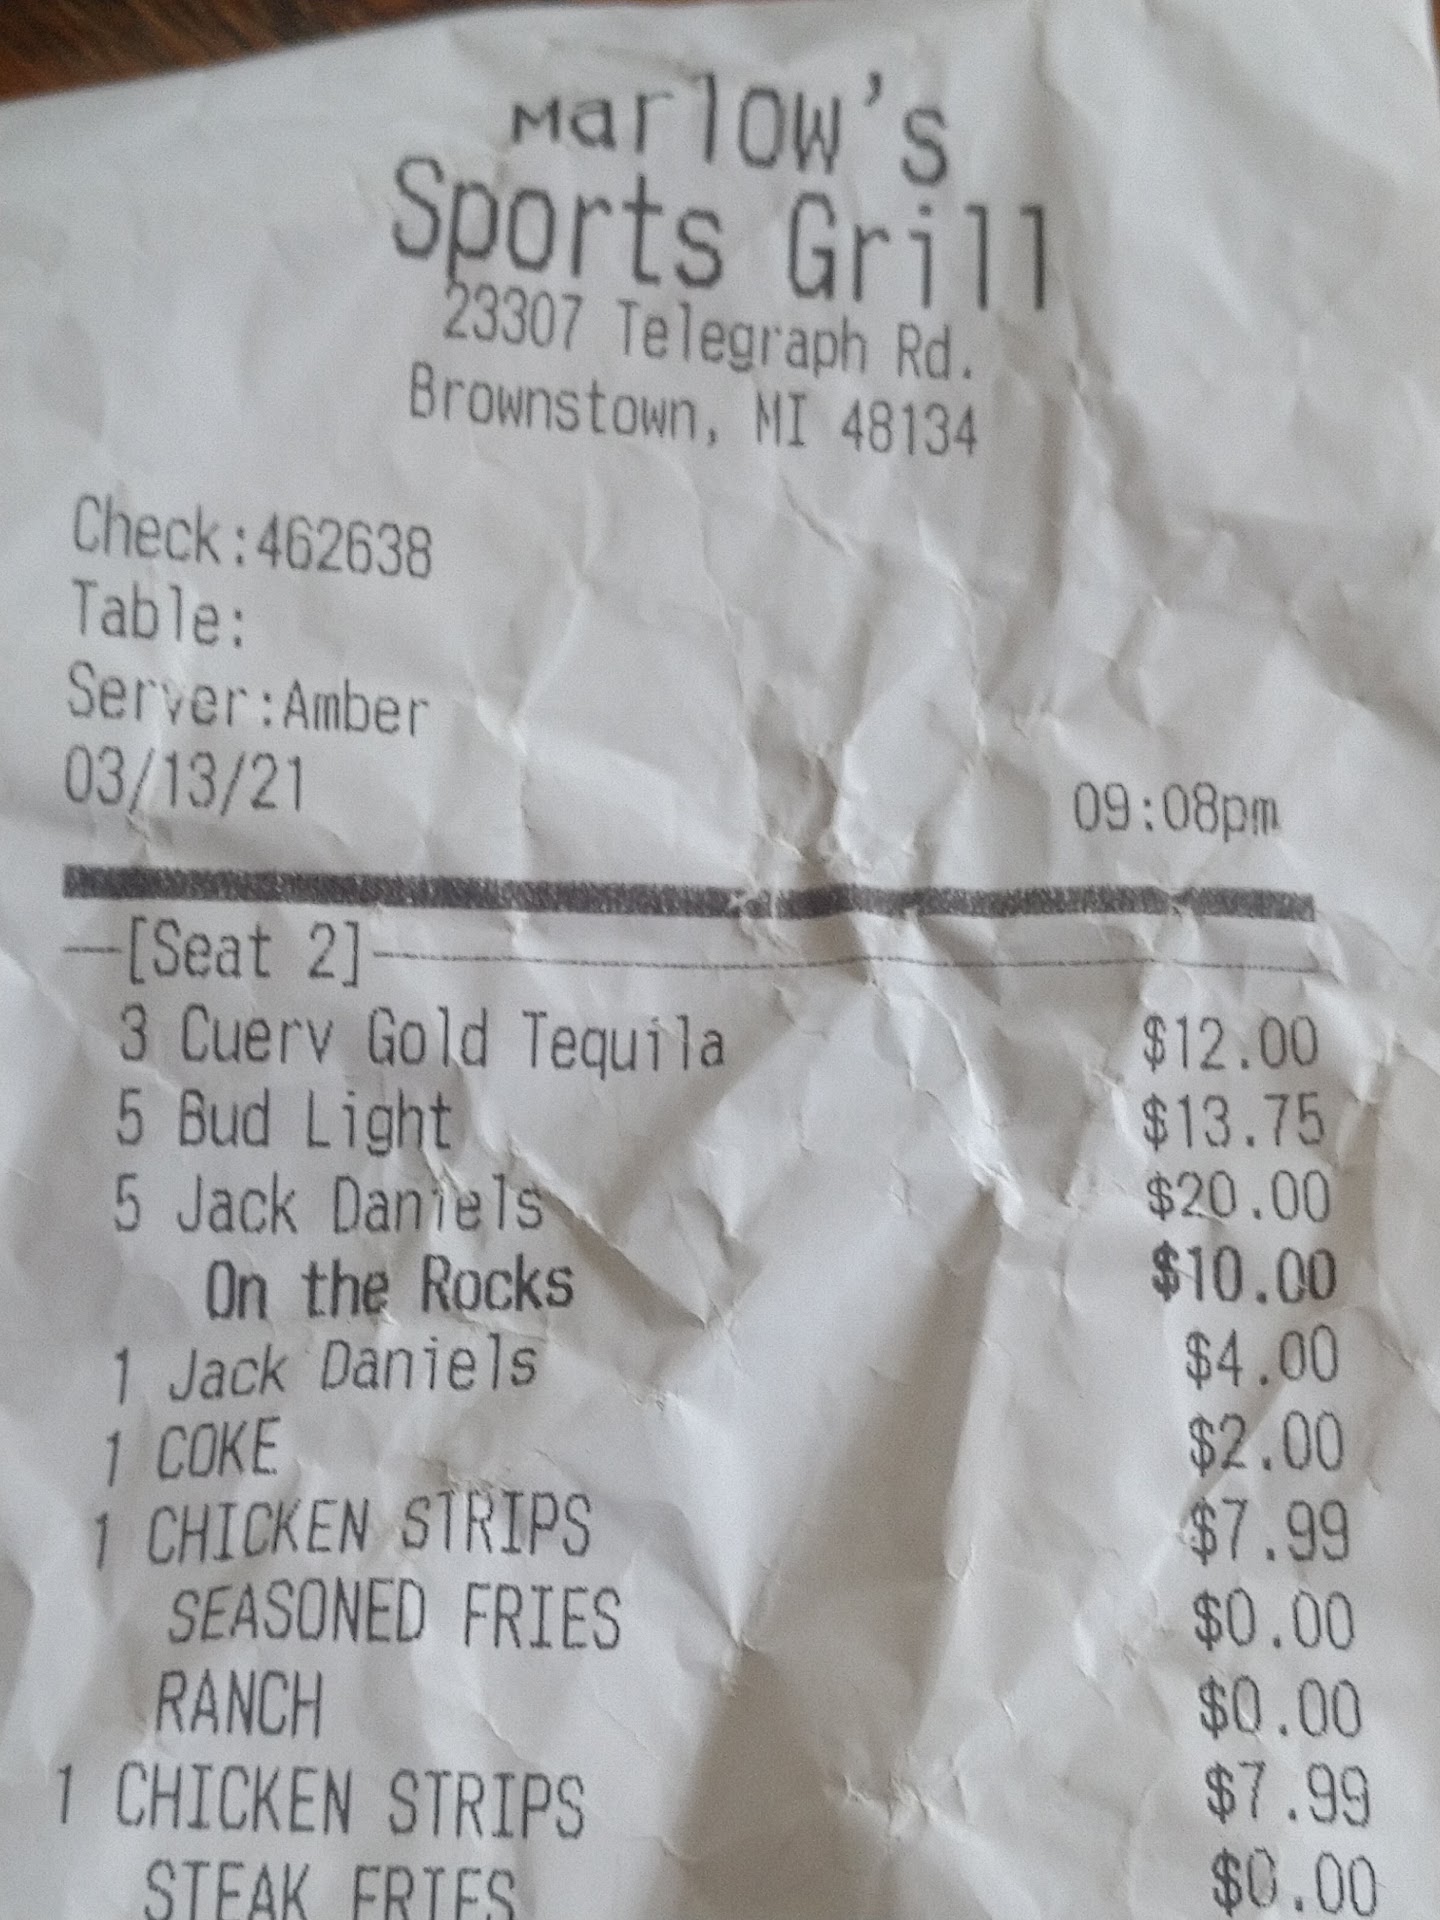 Marlow's
Sports Grill
23307 Telegraph Rd.
Brownstown, MI 48134
Check:462638
Table:
Server:Amber
03/13/21 09:08pm
[Seat 2]
3 Cuerv Gold Tequila $12.00
5 Bud Light $13.75
5 Jack Daniels $20.00
On the Rocks $10.00
1 Jack Daniels $4.00
1 COKE $2.00
1 CHICKEN STRIPS $7.99
SEASONED FRIES $0.00
RANCH $0.00
1 CHICKEN STRIPS $7.99
STEAK FRIES $0.00